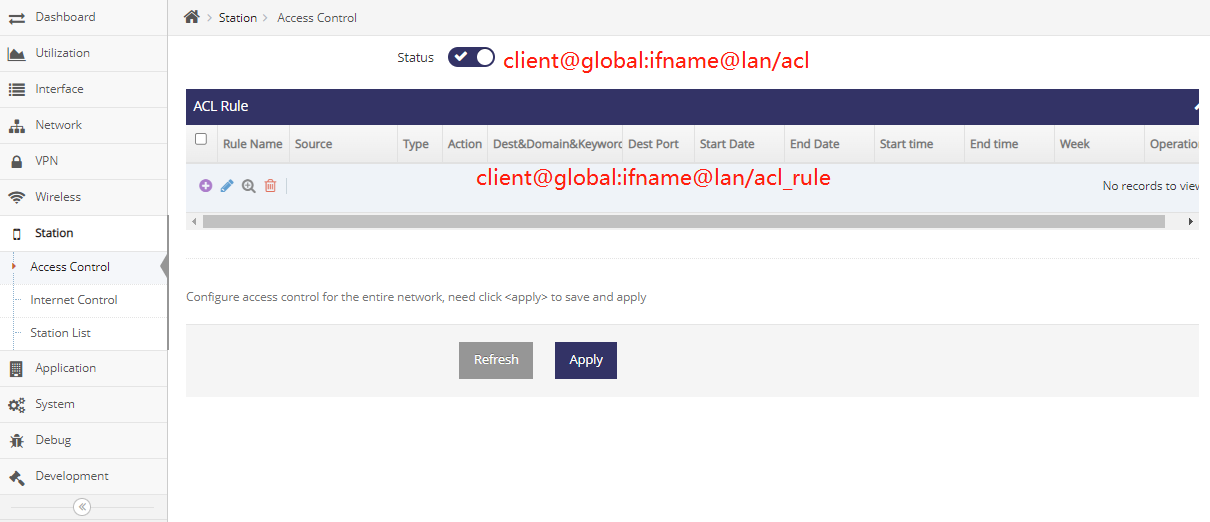 Dashboard
Utilization
Interface
Network
VPN
Wireless
Station
Access Control
Internet Control
Station List
Application
System
Debug
Development
Station Access Control
Status client@global:ifname@lan/acl
ACL Rule
Rule Name Source Type Action Dest&Domain&Keyword Dest Port Start Date End Date Start time End time Week Operation
client@global:ifname@lan/acl_rule
No records to view
Configure access control for the entire network, need click <apply> to save and apply
Refresh Apply